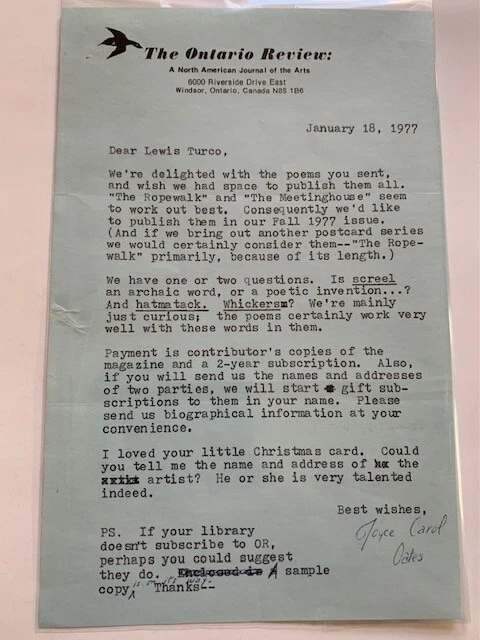 The Ontario Review:
A North American Journal of the Arts
6000 Riverside Drive East
Windsor, Ontario, Canada N8S 1B6
January 18, 1977
Dear Lewis Turco,
We're delighted with the poems you sent,
and wish we had space to publish them all.
"The Ropewalk" and "The Meetinghouse" seem
to work out best. Consequently we'd like
to publish them in our Fall 1977 issue.
(And if we bring out another postcard series
we would certainly consider them--"The Rope-
walk" primarily, because of its length.)
We have one or two questions. Is screel
an archaic word, or a poetic invention...?
And hatmatack. Whickers? We're mainly
just curious; the poems certainly work very
well with these words in them.
Payment is contributor's copies of the
magazine and a 2-year subscription. Also,
if you will send us the names and addresses
of two parties, we will start gift sub-
scriptions to them in your name. Please
send us biographical information at your
convenience.
I loved your little Christmas card. Could
you tell me the name and address of the
artist? He or she is very talented
indeed.
Best wishes,
Joyce Carol
Oates
PS. If your library
doesn't subscribe to OR,
perhaps you could suggest
they do. Enclosed is A sample
copy is on its way. Thanks--